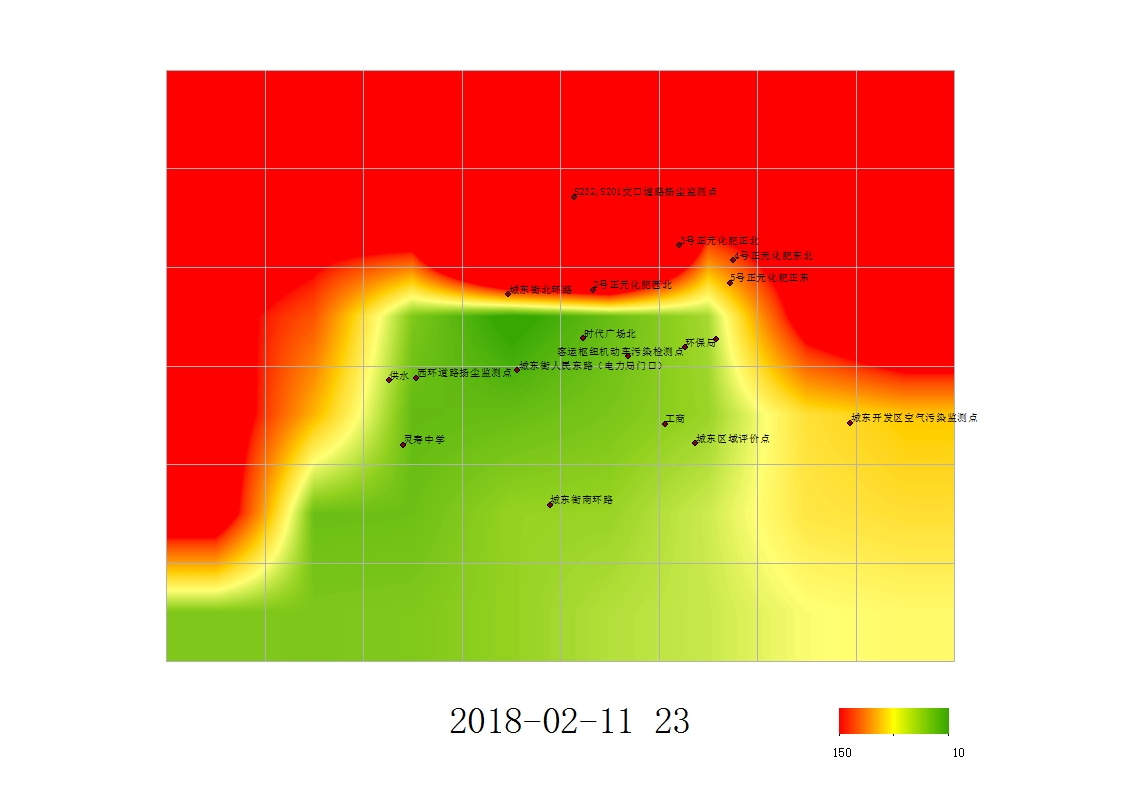 S232,S201交口道路扬尘监测点
3号正元化肥正北
4号正元化肥东北
5号正元化肥正东
2号正元化肥西北
城东街北环路
时代广场北
环保局
客运枢纽机动车污染检测点
城东街人民东路（电力局门口）
供水
西环道路扬尘监测点
工商
城东开发区空气污染监测点
灵寿中学
城东区域评价点
城东街南环路
2018-02-11 23
150
10